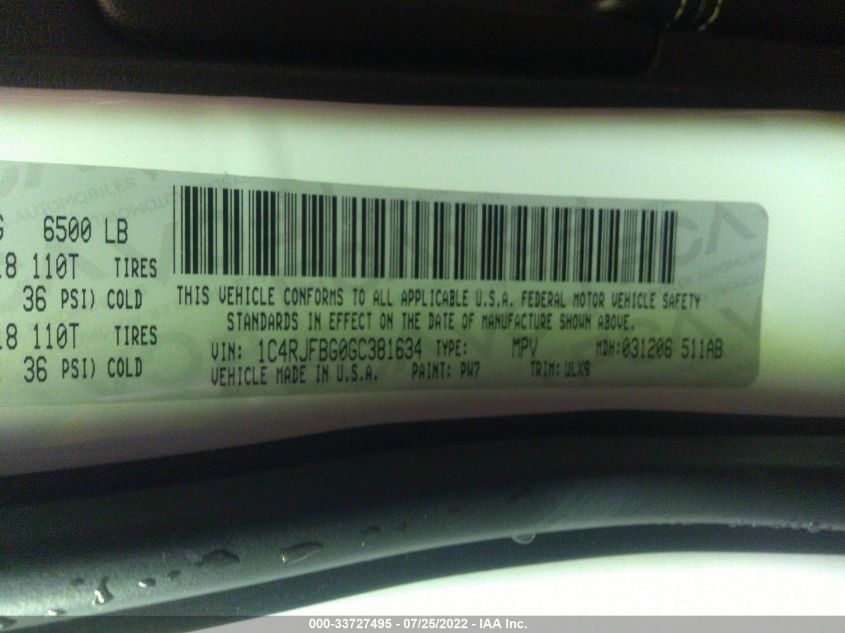 G 6500 LB
18 110T TIRES
36 PSI) COLD
18 110T TIRES
36 PSI) COLD
THIS VEHICLE CONFORMS TO ALL APPLICABLE U.S.A. FEDERAL MOTOR VEHICLE SAFETY
STANDARDS IN EFFECT ON THE DATE OF MANUFACTURE SHOWN ABOVE.
VIN: 1C4RJFBG0GC381634 TYPE: MPV MDH:031206 511AB
VEHICLE MADE IN U.S.A. PAINT: PW7 TRIM: ULX9
000-33727495 - 07/25/2022 - IAA Inc.